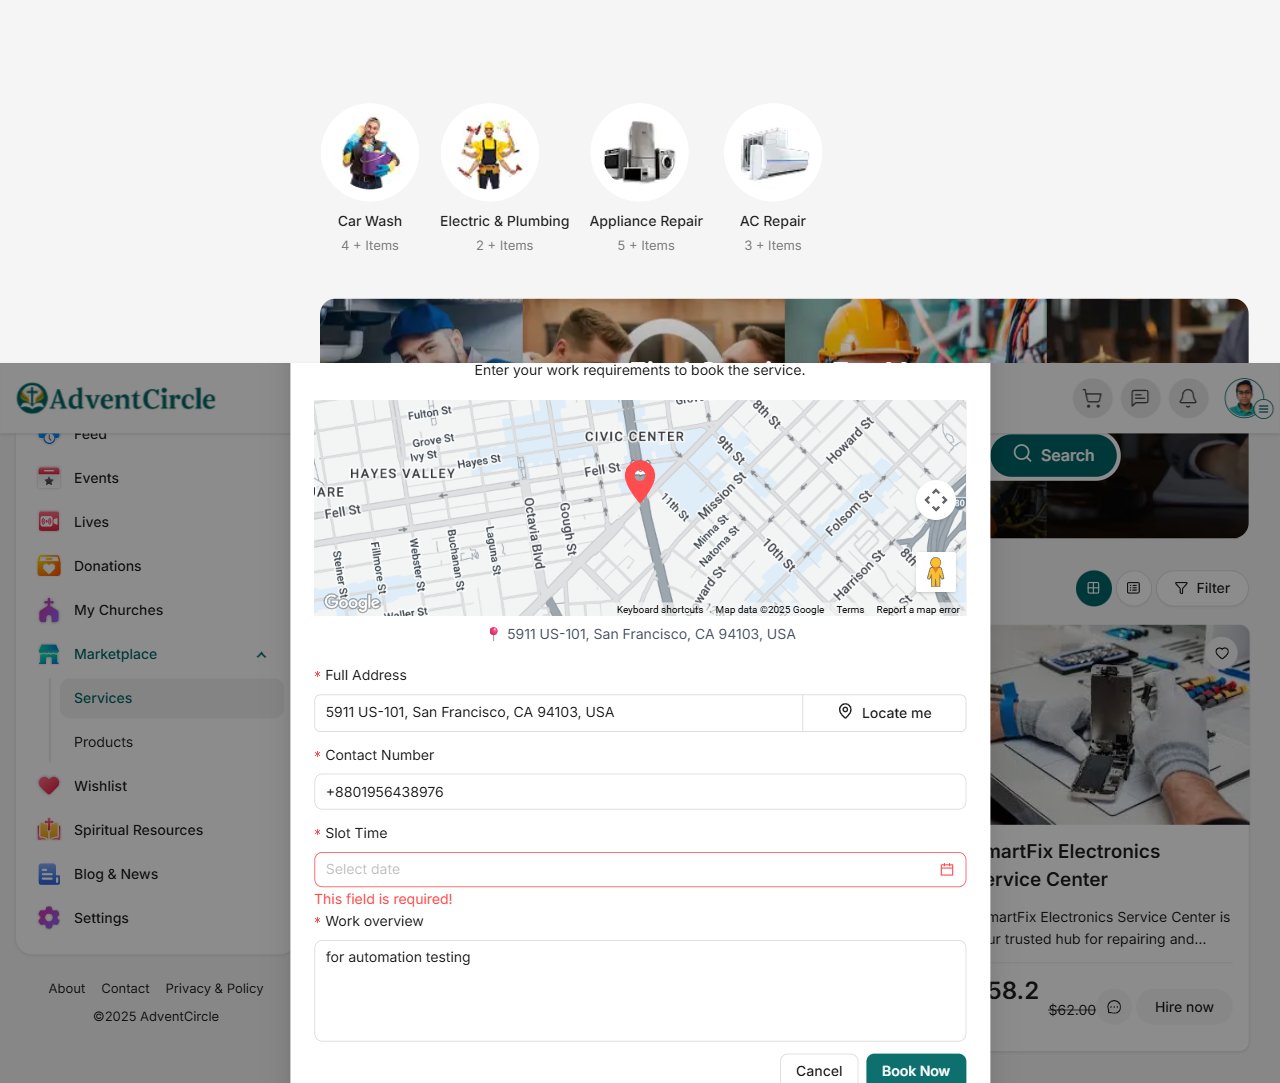 Car Wash
4 + Items
Electric & Plumbing
2 + Items
Appliance Repair
5 + Items
AC Repair
3 + Items
AdventCircle
Feed
Events
Lives
Donations
My Churches
Marketplace
Services
Products
Wishlist
Spiritual Resources
Blog & News
Settings
About Contact Privacy & Policy
©2025 AdventCircle
Enter your work requirements to book the service.
Fulton St
Grove St
Grove St
Ivy St
Hayes St
CIVIC CENTER
HAYES VALLEY
Fell St
Fell St
Octavia Blvd
Gough St
Laguna St
Buchanan St
Webster St
Fillmore St
Steiner St
Waller St
8th St
9th St
Mission St
11th St
Minna St
Natoma St
10th St
Howard St
Folsom St
Harrison St
8th St
80
Google
Keyboard shortcuts Map data ©2025 Google Terms Report a map error
5911 US-101, San Francisco, CA 94103, USA
* Full Address
5911 US-101, San Francisco, CA 94103, USA
Locate me
* Contact Number
+8801956438976
* Slot Time
Select date
This field is required!
* Work overview
for automation testing
Cancel
Book Now
Search
Filter
martFix Electronics
ervice Center
martFix Electronics Service Center is
ur trusted hub for repairing and...
58.2
$62.00
Hire now